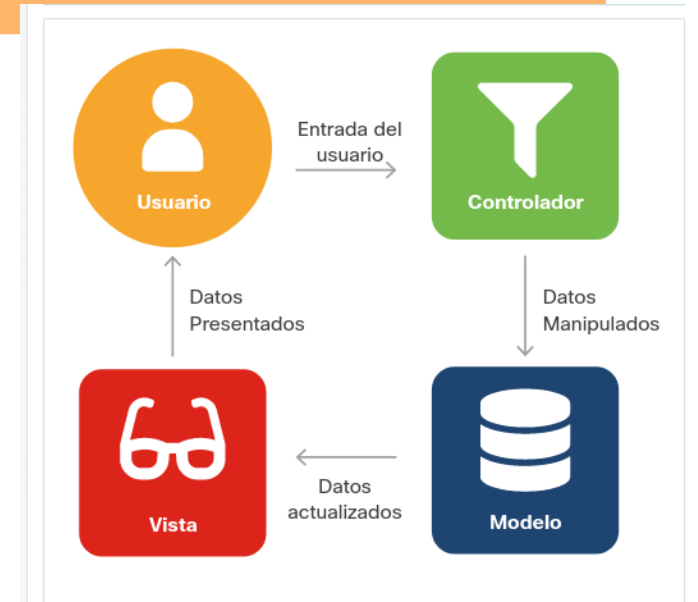 Entrada del
usuario
Usuario
Controlador
Datos
Presentados
Datos
Manipulados
Datos
actualizados
Vista
Modelo